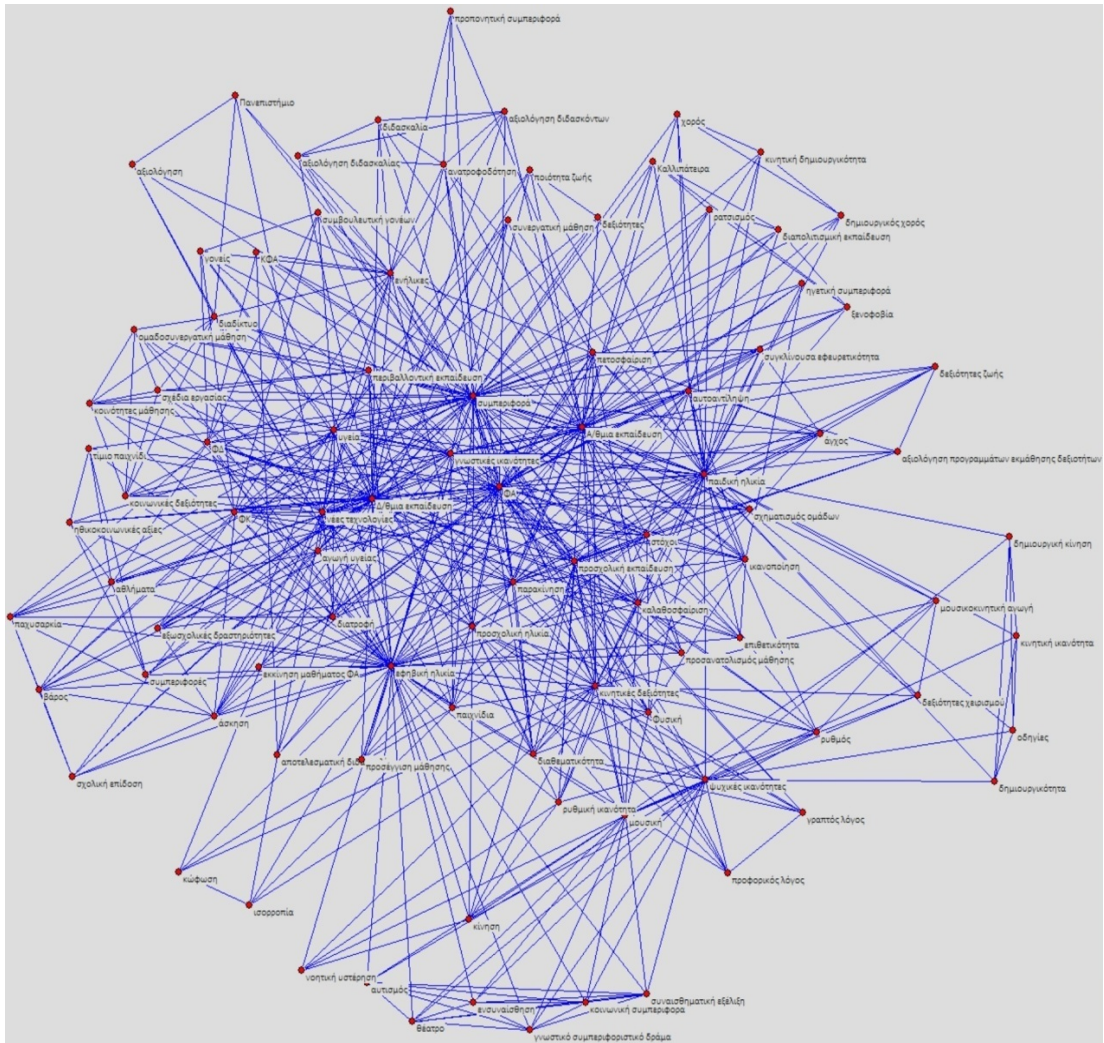 προπονητική συμπεριφορά
Πανεπιστήμιο
αξιολόγηση διδασκόντων
χορός
διδασκαλία
κινητική δημιουργικότητα
αξιολόγηση διδασκαλίας
αξιολόγηση
ανατροφοδότηση
Καλλιπάτειρα
ποιότητα ζωής
συμβουλευτική γονέων
ρατσισμός
συνεργατική μάθηση
δεξιότητες
δημιουργικός χορός
διαπολιτισμική εκπαίδευση
γονείς
ΚΦΑ
ενήλικες
ηγετική συμπεριφορά
ξενοφοβία
διαδίκτυο
ομαδοσυνεργατική μάθηση
πετοσφαίριση
συγκλίνουσα εφευρετικότητα
περιβαλλοντική εκπαίδευση
δεξιότητες ζωής
σχέδια εργασίας
αυτοαντίληψη
συμπεριφορά
κοινότητες μάθησης
Α/θμια εκπαίδευση
υγεία
άγχος
ΦΔ
τίμιο παιχνίδι
γνωστικές ικανότητες
αξιολόγηση προγραμμάτων εκμάθησης δεξιοτήτων
παιδική ηλικία
ΦΑ
κοινωνικές δεξιότητες
Δ/θμια εκπαίδευση
σχηματισμός ομάδων
ΦΚ
νέες τεχνολογίες
ηθικοκοινωνικές αξίες
στόχοι
δημιουργική κίνηση
αγωγή υγείας
προσχολική εκπαίδευση
ικανοποίηση
αθλήματα
παρακίνηση
μουσικοκινητική αγωγή
καλαθοσφαίριση
παχυσαρκία
διατροφή
εξωσχολικές δραστηριότητες
προσχολική ηλικία
επιθετικότητα
κινητική ικανότητα
προσανατολισμός μάθησης
εκκίνηση μαθήματος ΦΑ
εφηβική ηλικία
συμπεριφορές
βάρος
κινητικές δεξιότητες
δεξιότητες χειρισμού
παιχνίδια
Φυσική
άσκηση
ρυθμός
οδηγίες
αποτελεσματική διδ
προσέγγιση μάθησης
διαθεματικότητα
σχολική επίδοση
ψυχικές ικανότητες
δημιουργικότητα
ρυθμική ικανότητα
μουσική
γραπτός λόγος
κώφωση
προφορικός λόγος
ισορροπία
κίνηση
νοητική υστέρηση
αυτισμός
συναισθηματική εξέλιξη
ενσυναίσθηση
κοινωνική συμπεριφορα
θέατρο
γνωστικό συμπεριφοριστικό δράμα